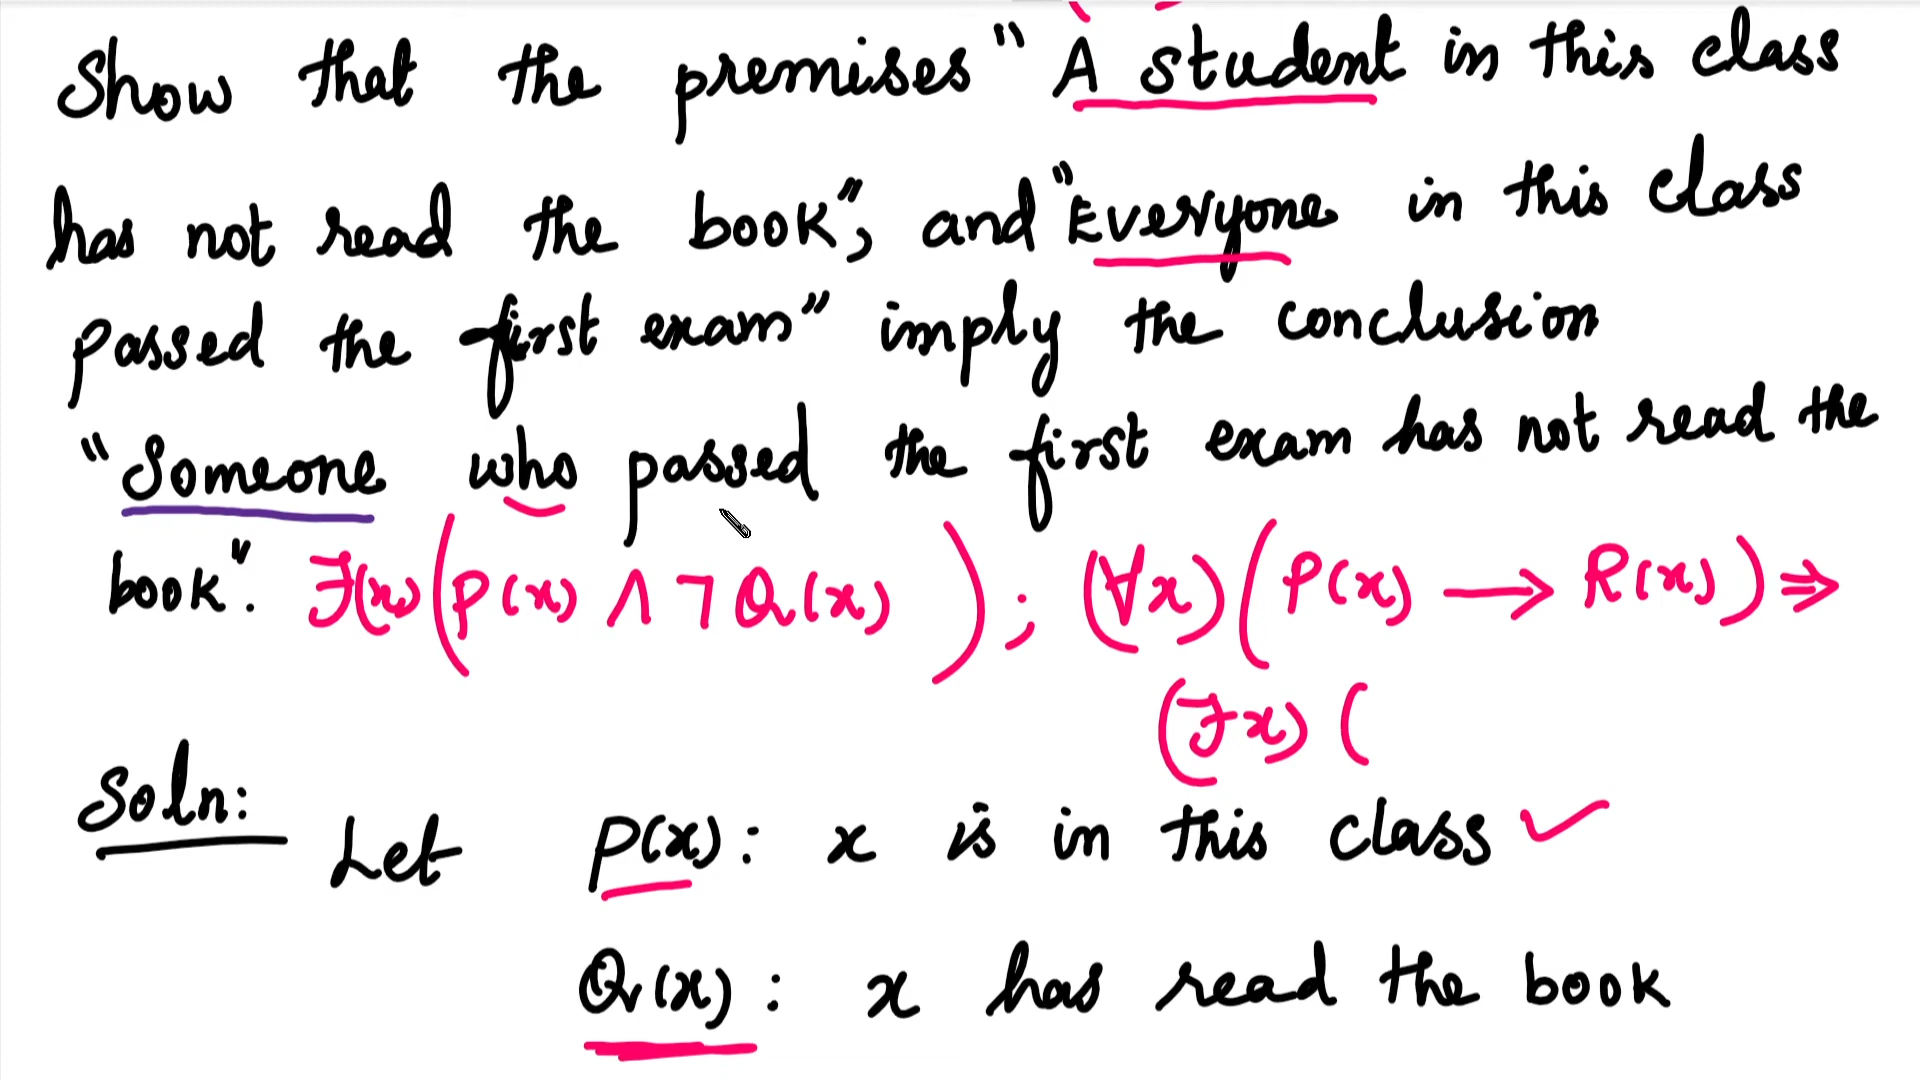 Show that the premises "A student in this class
has not read the book", and "Everyone in this class
passed the first exam" imply the conclusion
"Someone who passed the first exam has not read the
book". ∃(x)(P(x) ∧ ¬Q(x)); (∀x)(P(x) → R(x)) ⇒
(∃x)(
Soln:
Let P(x): x is in this class ✓
Q(x): x has read the book